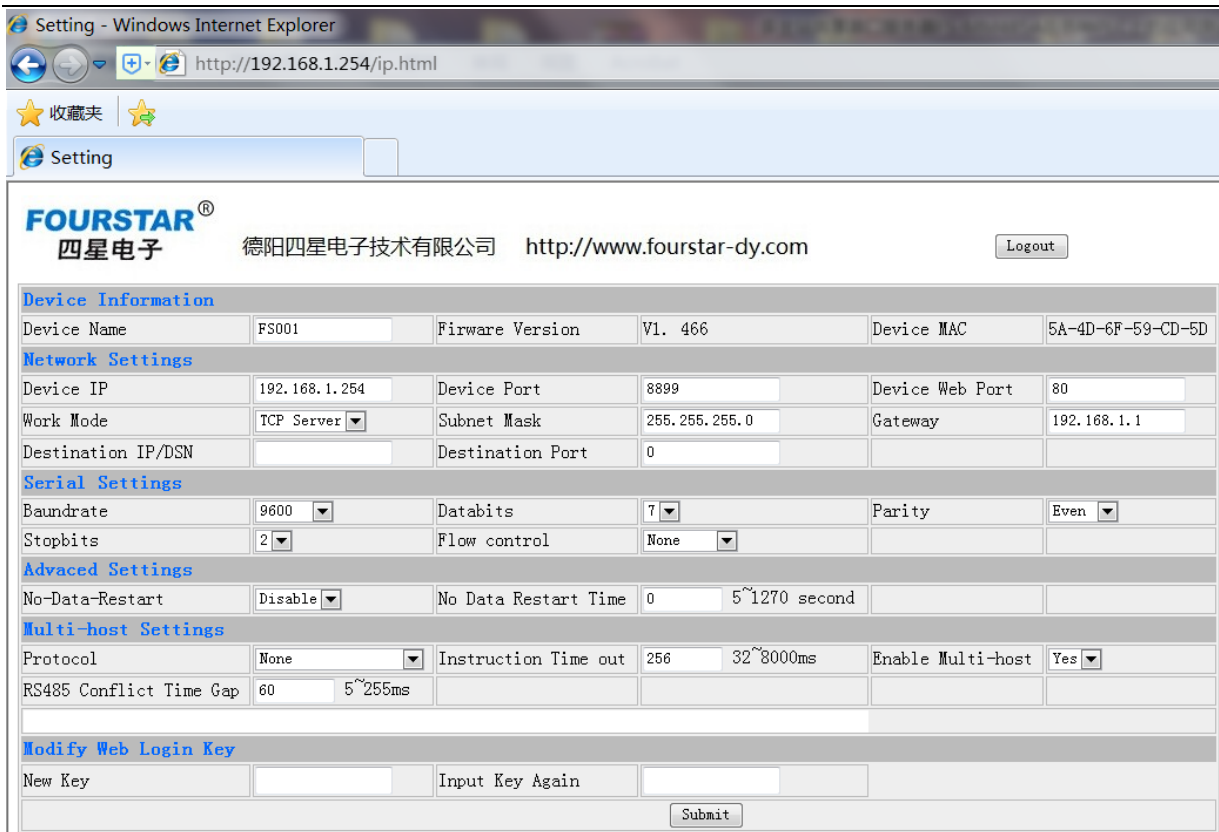 Setting - Windows Internet Explorer
http://192.168.1.254/ip.html
收藏夹
Setting
FOURSTAR®
四星电子 德阳四星电子技术有限公司 http://www.fourstar-dy.com Logout
Device Information
Device Name FS001 Firware Version V1. 466 Device MAC 5A-4D-6F-59-CD-5D
Network Settings
Device IP 192.168.1.254 Device Port 8899 Device Web Port 80
Work Mode TCP Server Subnet Mask 255.255.255.0 Gateway 192.168.1.1
Destination IP/DSN Destination Port 0
Serial Settings
Baundrate 9600 Databits 7 Parity Even
Stopbits 2 Flow control None
Advaced Settings
No-Data-Restart Disable No Data Restart Time 0 5~1270 second
Multi-host Settings
Protocol None Instruction Time out 256 32~8000ms Enable Multi-host Yes
RS485 Conflict Time Gap 60 5~255ms
Modify Web Login Key
New Key Input Key Again
Submit